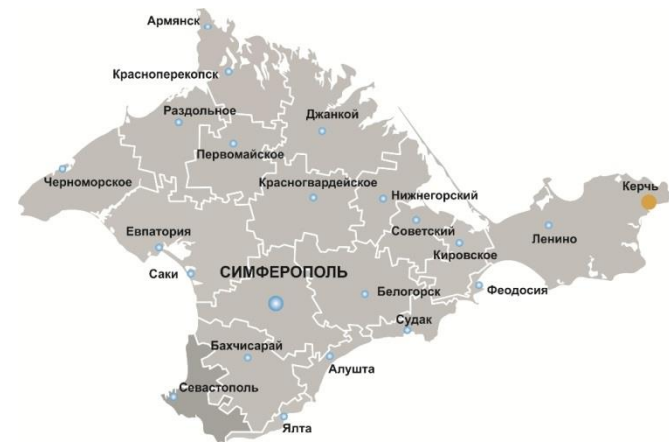 Армянск
Красноперекопск
Раздольное
Джанкой
Первомайское
Черноморское
Красногвардейское
Керчь
Нижнегорский
Евпатория
Советский
Ленино
Кировское
Саки
СИМФЕРОПОЛЬ
Белогорск
Феодосия
Судак
Бахчисарай
Алушта
Севастополь
Ялта